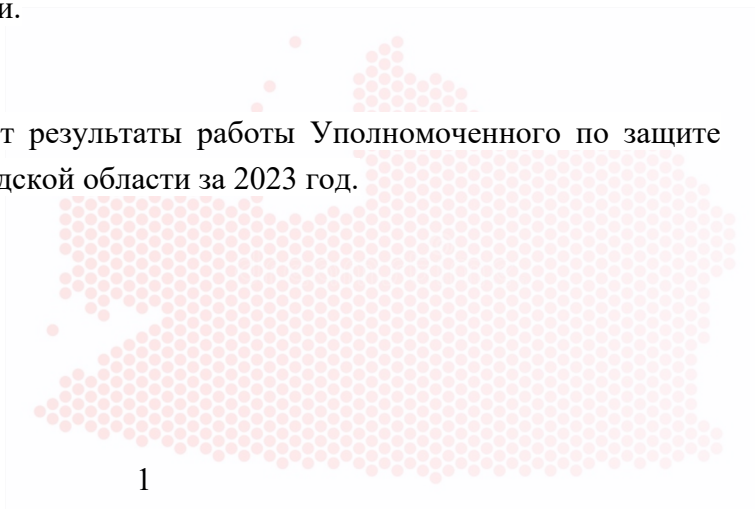 и.
т результаты работы Уполномоченного по защите
дской области за 2023 год.
1